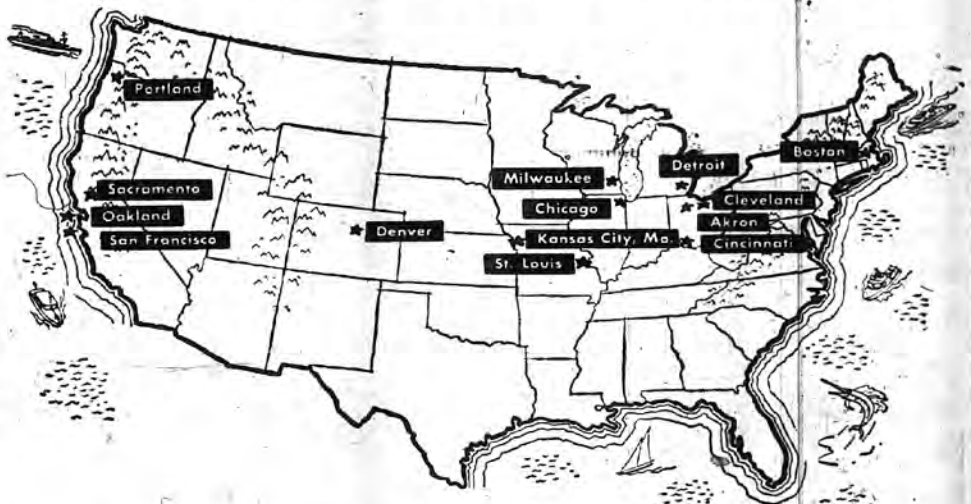 Portland
Boston
Detroit
Milwaukee
Sacramento
Cleveland
Chicago
Oakland
Akron
Denver
Kansas City, Mo.
Cincinnati
San Francisco
St. Louis